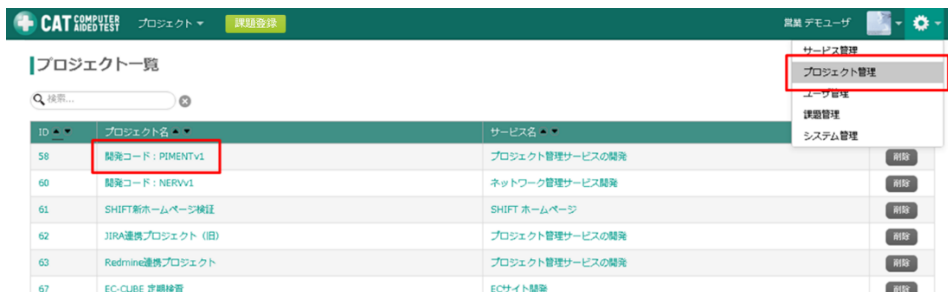 CAT COMPUTER AIDED TEST プロジェクト 課題登録 営業 デモユーザ
サービス管理
プロジェクト一覧
プロジェクト管理
検索...
ユーザ管理
課題管理
ID プロジェクト名 サービス名
システム管理
58 開発コード：PIMENTv1 プロジェクト管理サービスの開発 削除
60 開発コード：NERVv1 ネットワーク管理サービス開発 削除
61 SHIFT新ホームページ検証 SHIFT ホームページ 削除
62 JIRA連携プロジェクト（旧） プロジェクト管理サービスの開発 削除
63 Redmine連携プロジェクト プロジェクト管理サービスの開発 削除
67 EC-CUBE 定期検査 ECサイト開発 削除